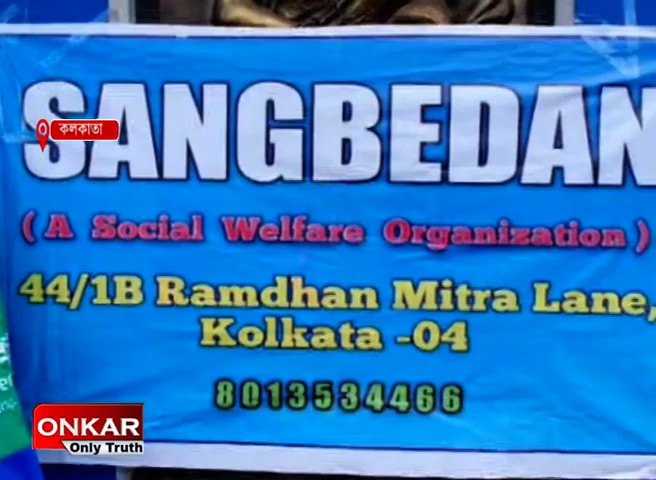 SANGBEDAN
কলকাতা
( A Social Welfare Organization )
44/1B Ramdhan Mitra Lane,
Kolkata -04
8013534466
ONKAR
Only Truth